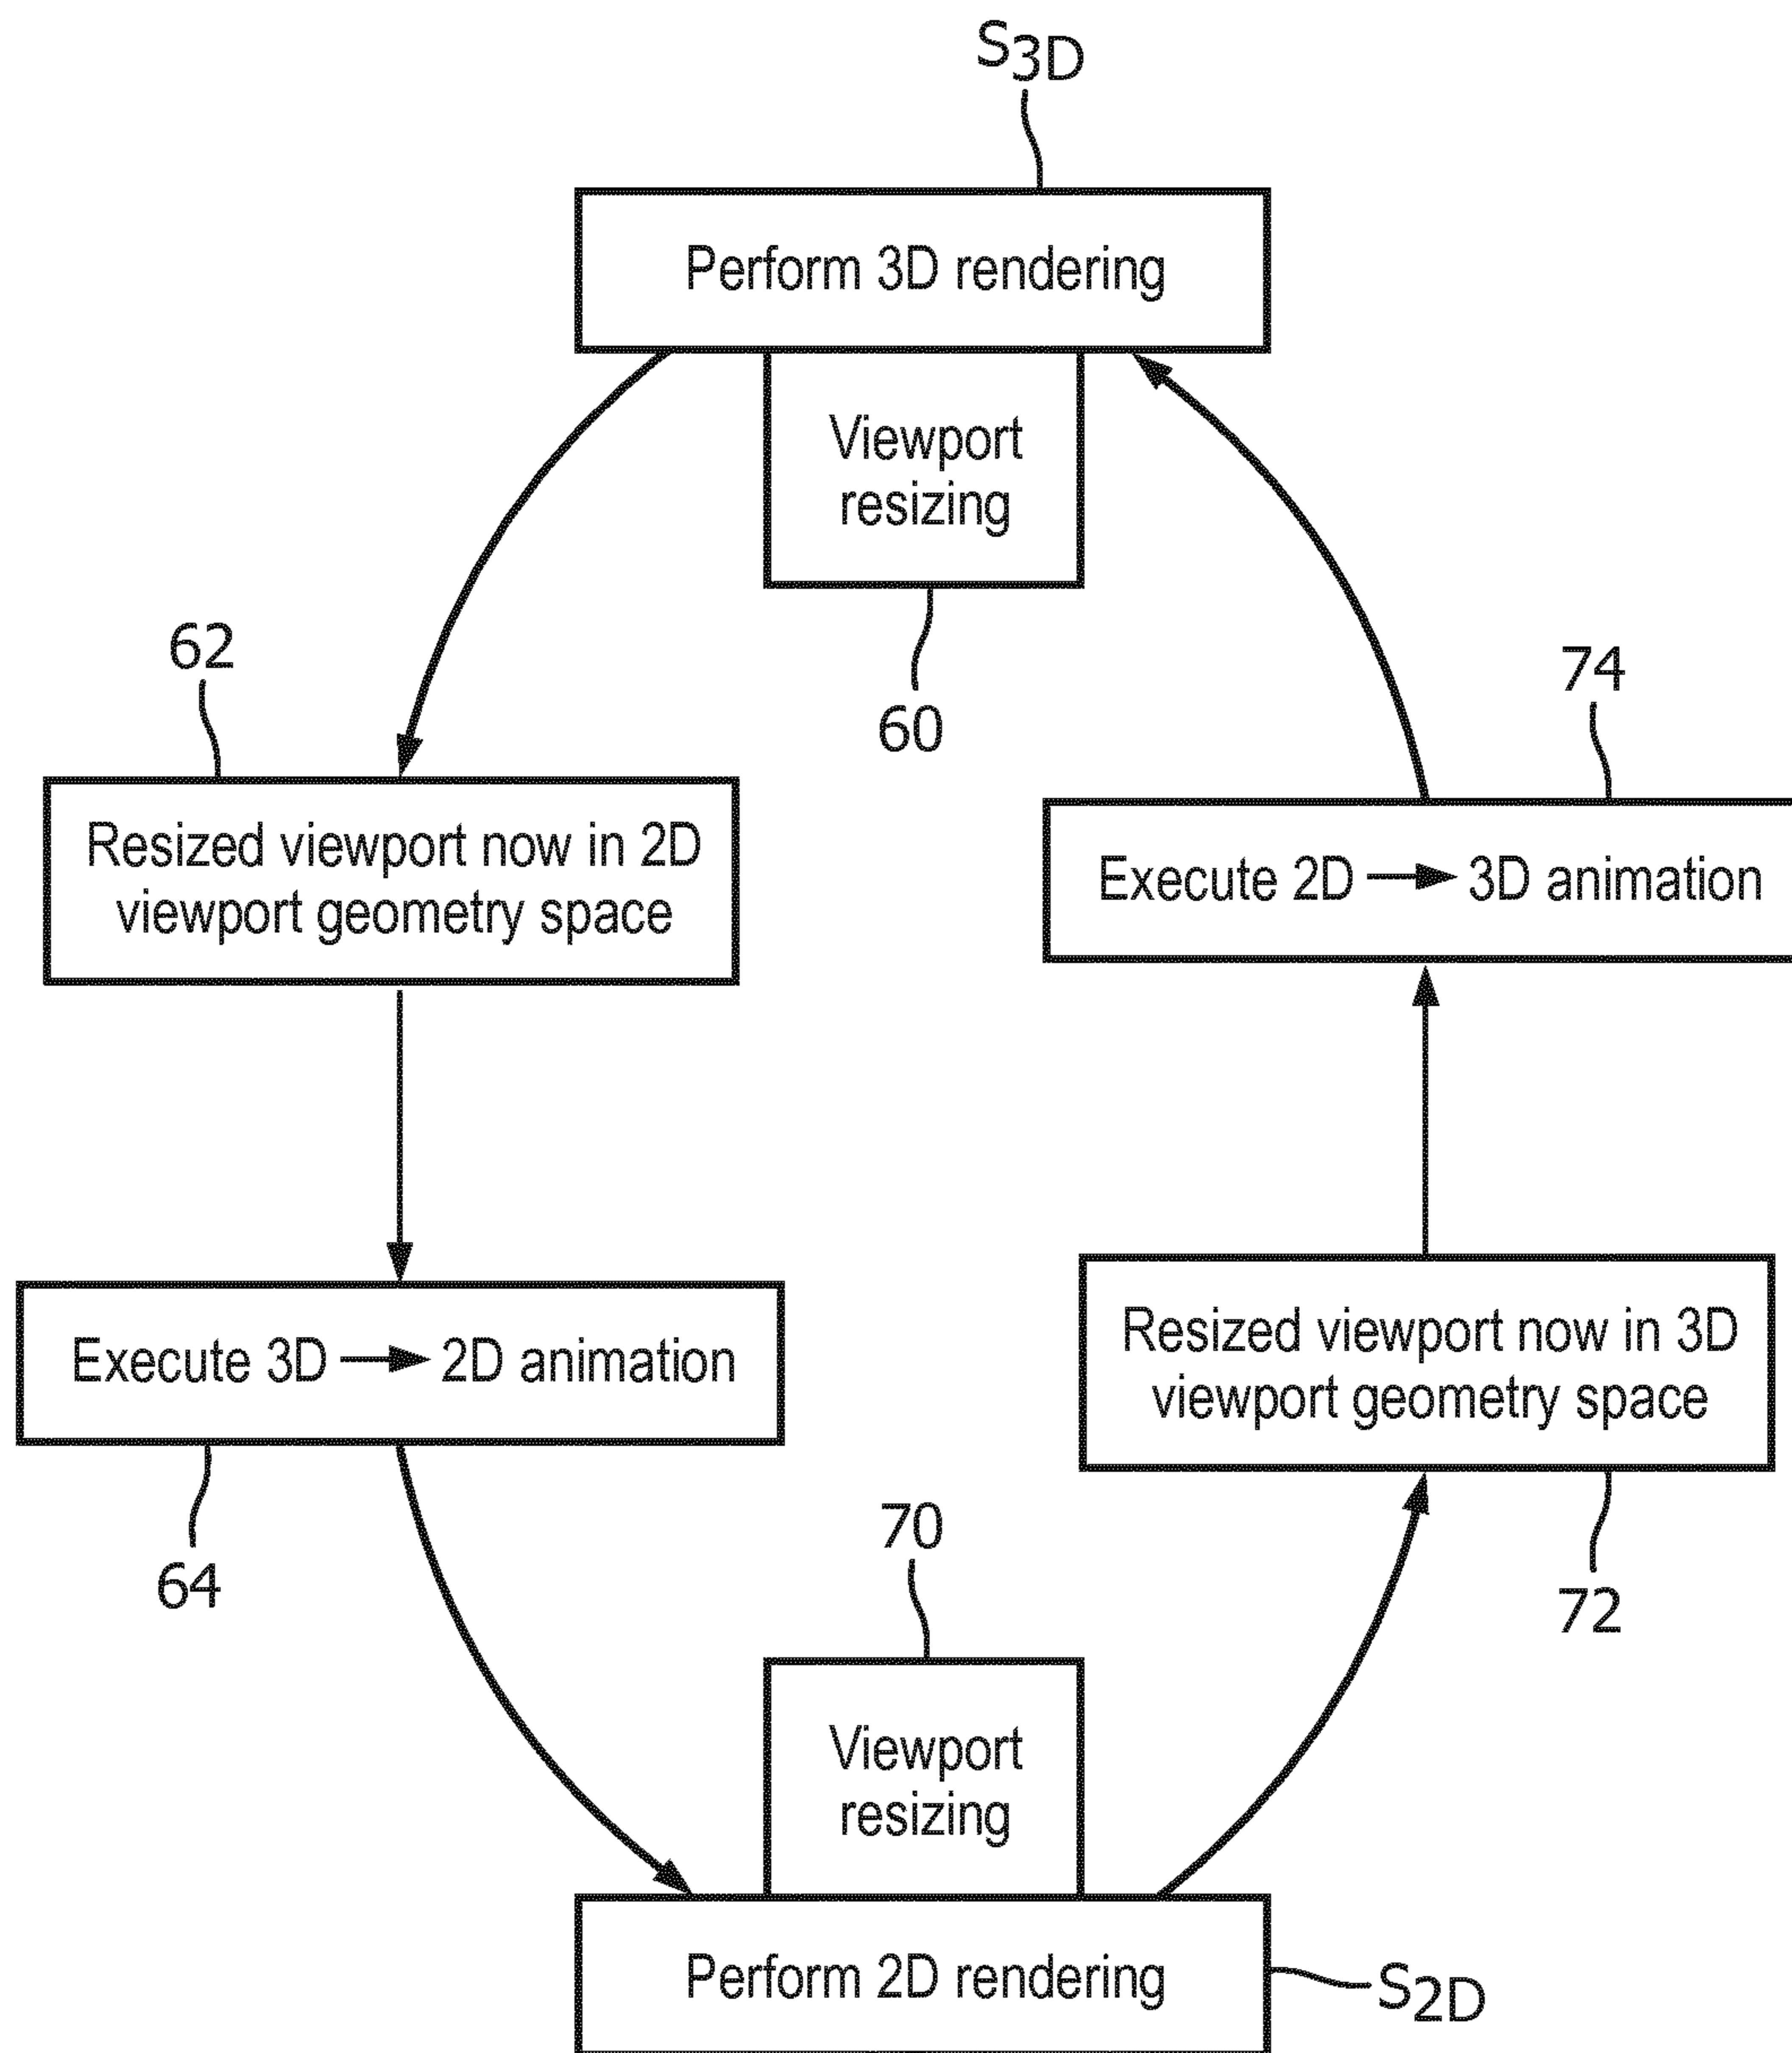 S3D
Perform 3D rendering
Viewport
resizing
60
62
Resized viewport now in 2D
viewport geometry space
74
Execute 2D → 3D animation
Execute 3D → 2D animation
64
Resized viewport now in 3D
viewport geometry space
72
70
Viewport
resizing
Perform 2D rendering
S2D